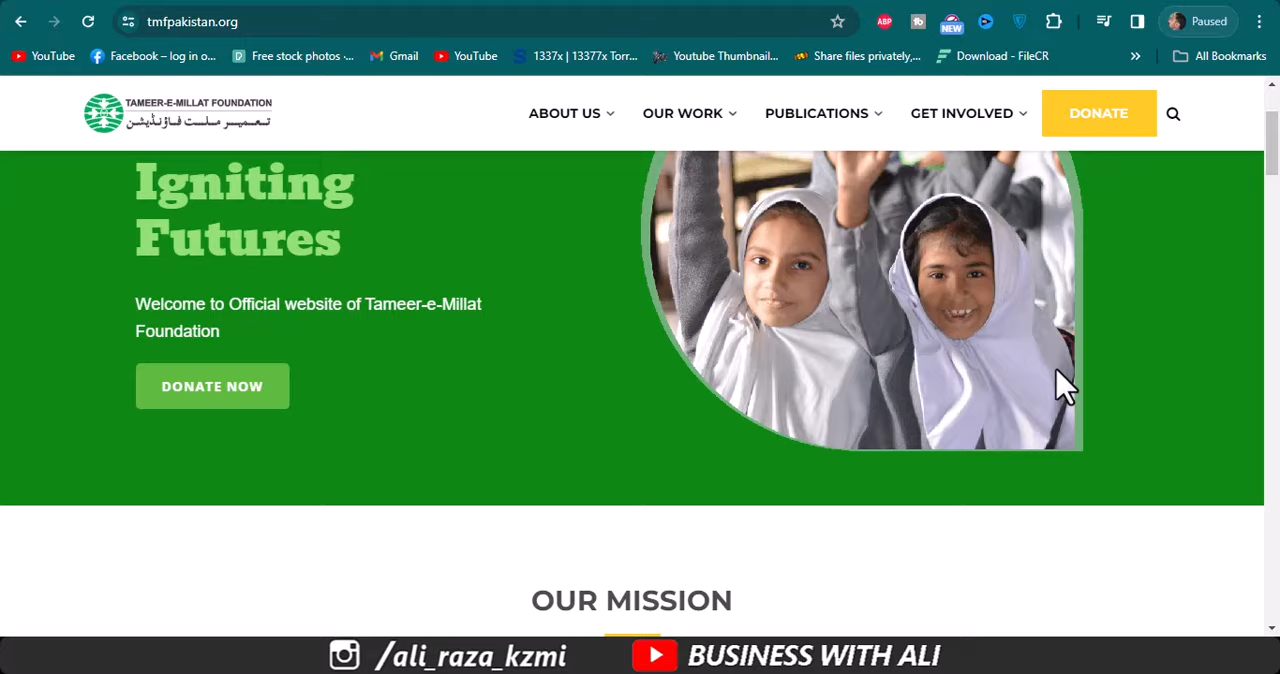 tmfpakistan.org
ABP
NEW
Paused
YouTube
Facebook – log in o...
Free stock photos ·...
Gmail
YouTube
1337x | 13377x Torr...
Youtube Thumbnail...
Share files privately,...
Download - FileCR
»
All Bookmarks
TAMEER-E-MILLAT FOUNDATION
تعمیر ملت فاؤنڈیشن
ABOUT US
OUR WORK
PUBLICATIONS
GET INVOLVED
DONATE
Igniting
Futures
Welcome to Official website of Tameer-e-Millat
Foundation
DONATE NOW
OUR MISSION
/ali_raza_kzmi
BUSINESS WITH ALI